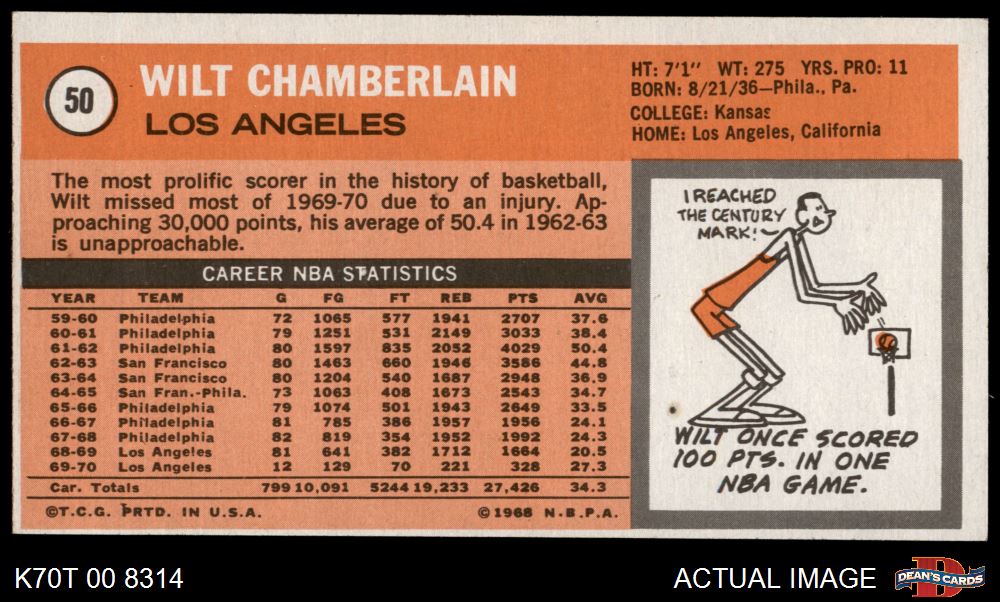 50
WILT CHAMBERLAIN
LOS ANGELES
HT: 7'1" WT: 275 YRS. PRO: 11
BORN: 8/21/36—Phila., Pa.
COLLEGE: Kansas
HOME: Los Angeles, California
The most prolific scorer in the history of basketball,
Wilt missed most of 1969-70 due to an injury. Ap-
proaching 30,000 points, his average of 50.4 in 1962-63
is unapproachable.
CAREER NBA STATISTICS
YEAR TEAM G FG FT REB PTS AVG
59-60 Philadelphia 72 1065 577 1941 2707 37.6
60-61 Philadelphia 79 1251 531 2149 3033 38.4
61-62 Philadelphia 80 1597 835 2052 4029 50.4
62-63 San Francisco 80 1463 660 1946 3586 44.8
63-64 San Francisco 80 1204 540 1687 2948 36.9
64-65 San Fran.-Phila. 73 1063 408 1673 2543 34.7
65-66 Philadelphia 79 1074 501 1943 2649 33.5
66-67 Philadelphia 81 785 386 1957 1956 24.1
67-68 Philadelphia 82 819 354 1952 1992 24.3
68-69 Los Angeles 81 641 382 1712 1664 20.5
69-70 Los Angeles 12 129 70 221 328 27.3
Car. Totals 799 10,091 5244 19,233 27,426 34.3
©T.C.G. PRTD. IN U.S.A. ©1968 N.B.P.A.
I REACHED
THE CENTURY
MARK!
WILT ONCE SCORED
100 PTS. IN ONE
NBA GAME.
K70T 00 8314
ACTUAL IMAGE
D
DEAN'S CARDS